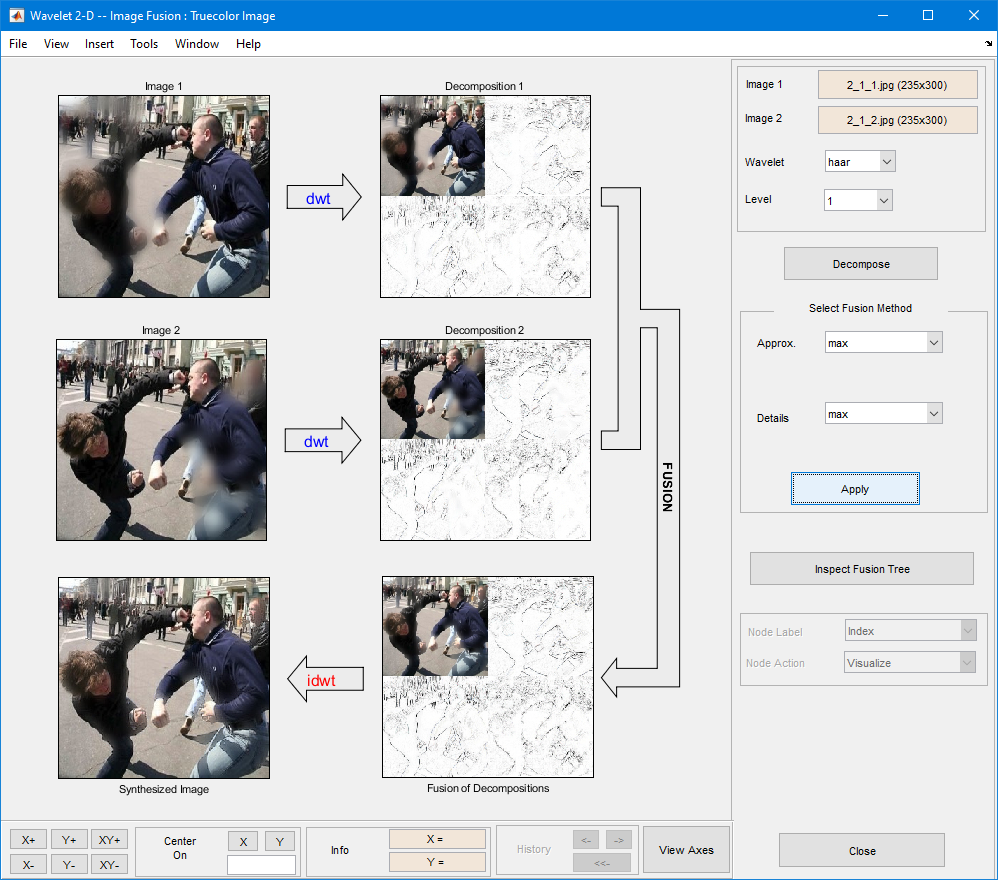 Wavelet 2-D -- Image Fusion : Truecolor Image
File View Insert Tools Window Help
Image 1
Decomposition 1
dwt
Image 2
Decomposition 2
dwt
FUSION
idwt
Synthesized Image
Fusion of Decompositions
Image 1 2_1_1.jpg (235x300)
Image 2 2_1_2.jpg (235x300)
Wavelet haar
Level 1
Decompose
Select Fusion Method
Approx. max
Details max
Apply
Inspect Fusion Tree
Node Label Index
Node Action Visualize
X+ Y+ XY+
X- Y- XY-
Center
On
X Y
Info
X =
Y =
History
<- ->
<<-
View Axes
Close